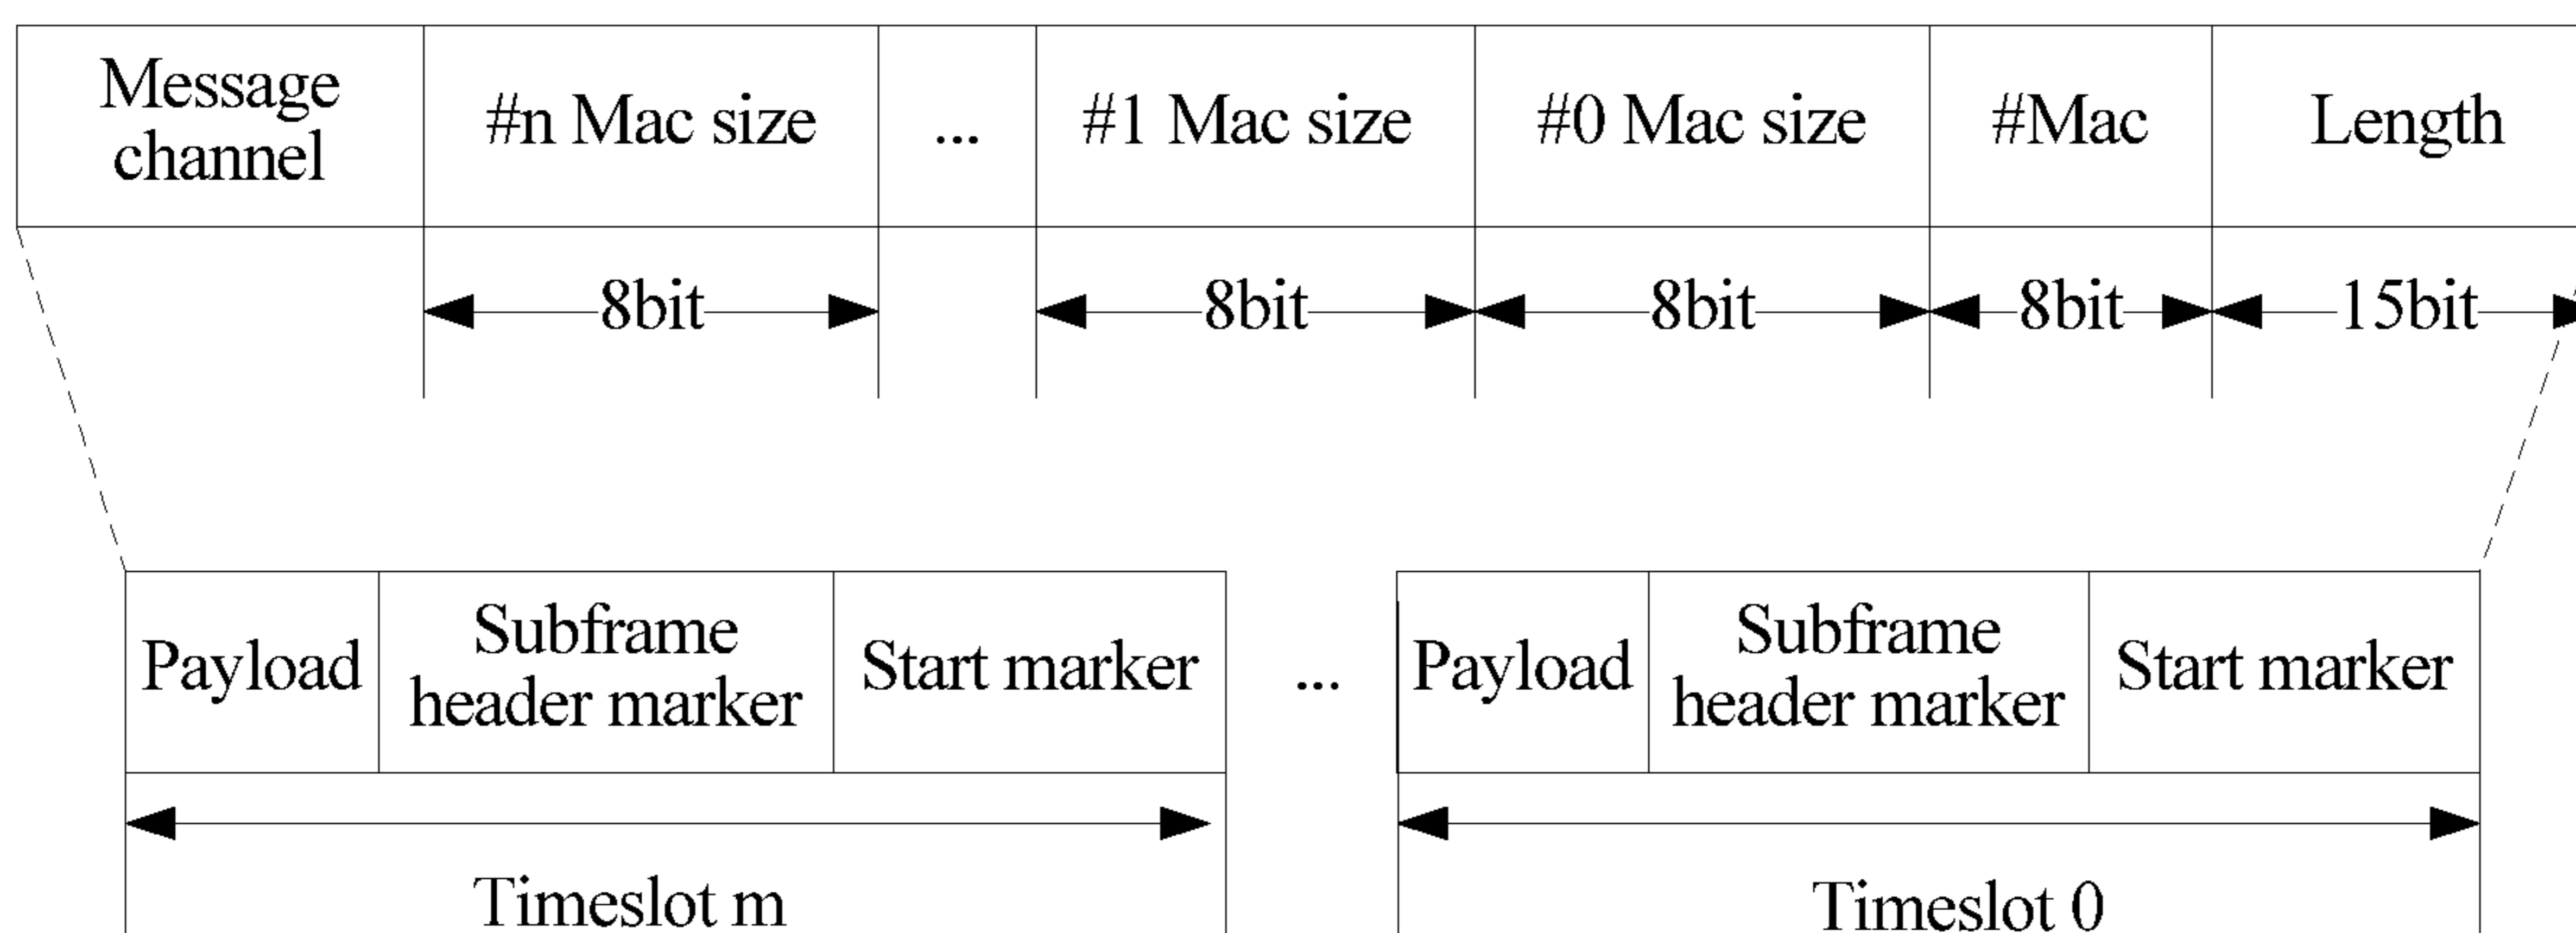 Message
channel
#n Mac size
...
#1 Mac size
#0 Mac size
#Mac
Length
8bit
8bit
8bit
8bit
15bit
Payload
Subframe
header marker
Start marker
...
Payload
Subframe
header marker
Start marker
Timeslot m
Timeslot 0